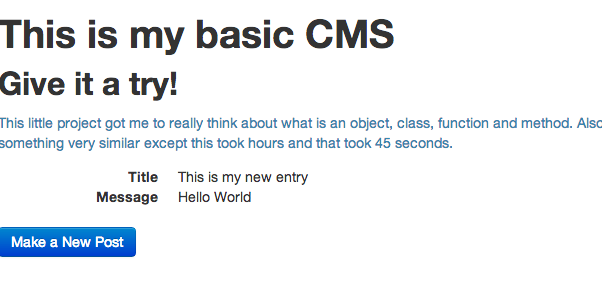 This is my basic CMS
Give it a try!
This little project got me to really think about what is an object, class, function and method. Also
something very similar except this took hours and that took 45 seconds.
Title This is my new entry
Message Hello World
Make a New Post